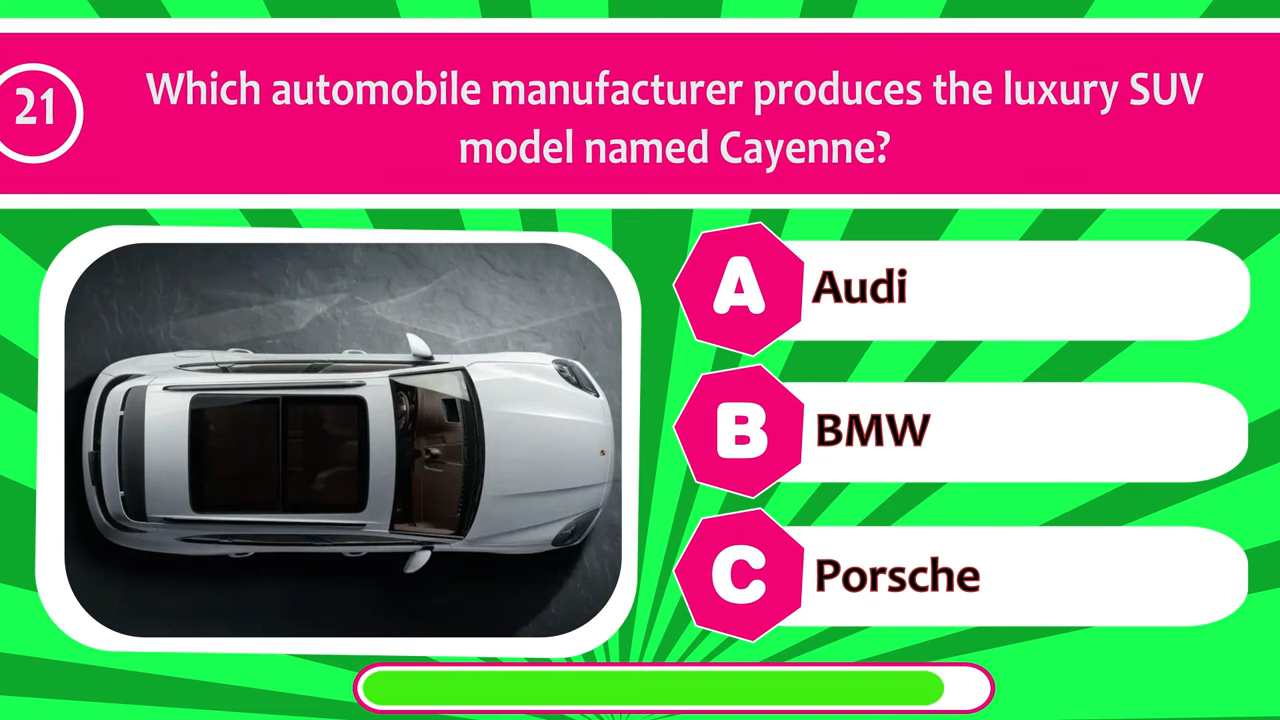 21
Which automobile manufacturer produces the luxury SUV
model named Cayenne?
A
Audi
B
BMW
C
Porsche